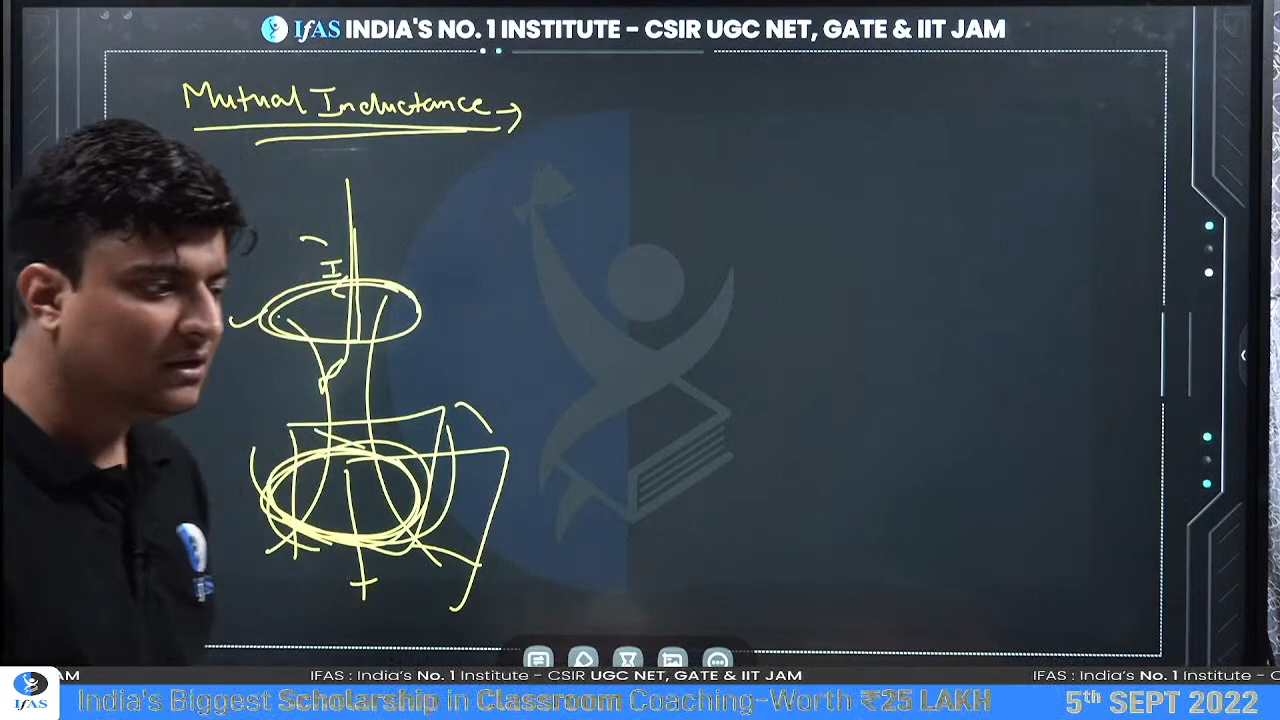 IFAS INDIA'S NO. 1 INSTITUTE - CSIR UGC NET, GATE & IIT JAM
Mutual Inductance →
I
AM
IFAS : India's No. 1 Institute - CSIR UGC NET, GATE & IIT JAM
IFAS : India's No. 1 Institute - C
IFAS
India's Biggest Scholarship in Classroom Coaching-Worth ₹25 LAKH
5th SEPT 2022